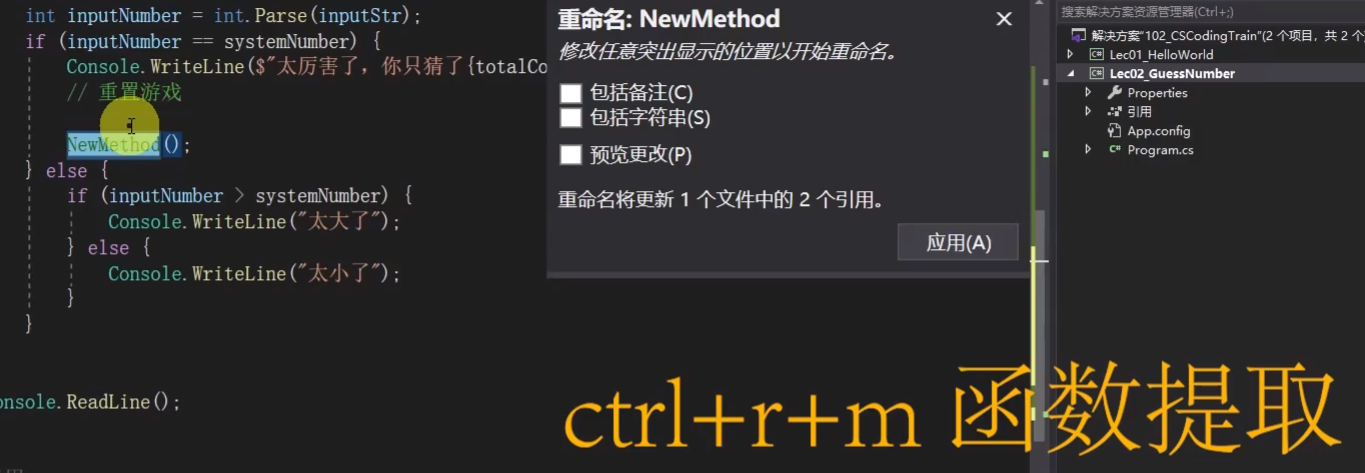 int inputNumber = int.Parse(inputStr);
if (inputNumber == systemNumber) {
Console.WriteLine($"太厉害了，你只猜了{totalCo
// 重置游戏
NewMethod();
} else {
if (inputNumber > systemNumber) {
Console.WriteLine("太大了");
} else {
Console.WriteLine("太小了");
}
}
onsole.ReadLine();
重命名: NewMethod
修改任意突出显示的位置以开始重命名。
包括备注(C)
包括字符串(S)
预览更改(P)
重命名将更新 1 个文件中的 2 个引用。
应用(A)
搜索解决方案资源管理器(Ctrl+;)
解决方案"102_CSCodingTrain"(2 个项目，共 2 个
Lec01_HelloWorld
Lec02_GuessNumber
Properties
引用
App.config
Program.cs
ctrl+r+m 函数提取